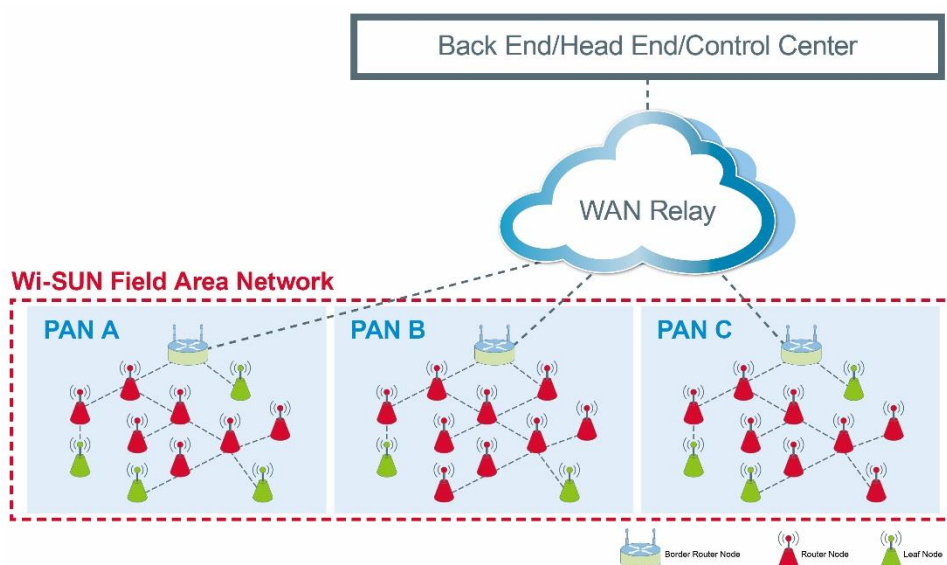 Back End/Head End/Control Center
WAN Relay
Wi-SUN Field Area Network
PAN A
PAN B
PAN C
Border Router Node
Router Node
Leaf Node